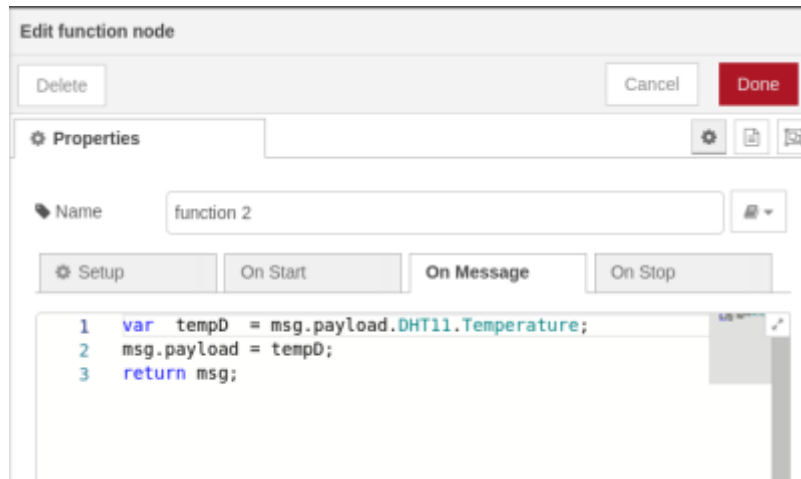 Edit function node
Delete Cancel Done
Properties
Name function 2
Setup On Start On Message On Stop
1 var tempD = msg.payload.DHT11.Temperature;
2 msg.payload = tempD;
3 return msg;